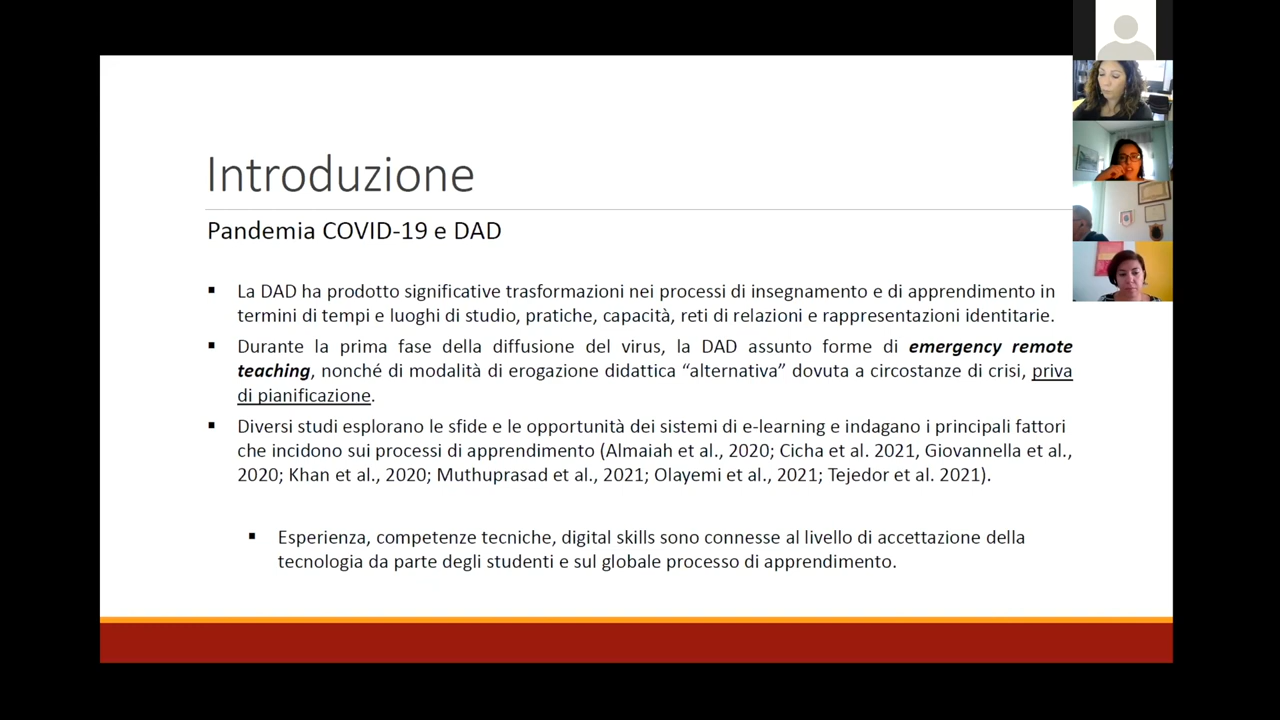 Introduzione
Pandemia COVID-19 e DAD
▪ La DAD ha prodotto significative trasformazioni nei processi di insegnamento e di apprendimento in
termini di tempi e luoghi di studio, pratiche, capacità, reti di relazioni e rappresentazioni identitarie.
▪ Durante la prima fase della diffusione del virus, la DAD assunto forme di emergency remote
teaching, nonché di modalità di erogazione didattica “alternativa” dovuta a circostanze di crisi, priva
di pianificazione.
▪ Diversi studi esplorano le sfide e le opportunità dei sistemi di e-learning e indagano i principali fattori
che incidono sui processi di apprendimento (Almaiah et al., 2020; Cicha et al. 2021, Giovannella et al.,
2020; Khan et al., 2020; Muthuprasad et al., 2021; Olayemi et al., 2021; Tejedor et al. 2021).
▪ Esperienza, competenze tecniche, digital skills sono connesse al livello di accettazione della
tecnologia da parte degli studenti e sul globale processo di apprendimento.